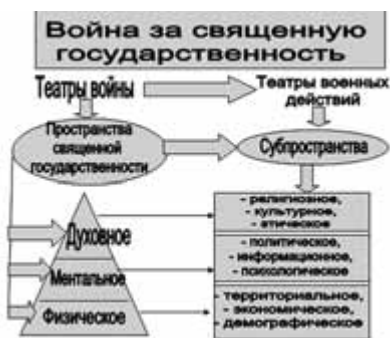 Война за священную
государственность
Театры войны
Театры военных
действий
Пространства
священной
государственности
Субпространства
Духовное
Ментальное
Физическое
- религиозное,
- культурное,
- этическое
- политическое,
- информационное,
- психологическое
- территориальное,
- экономическое,
- демографическое